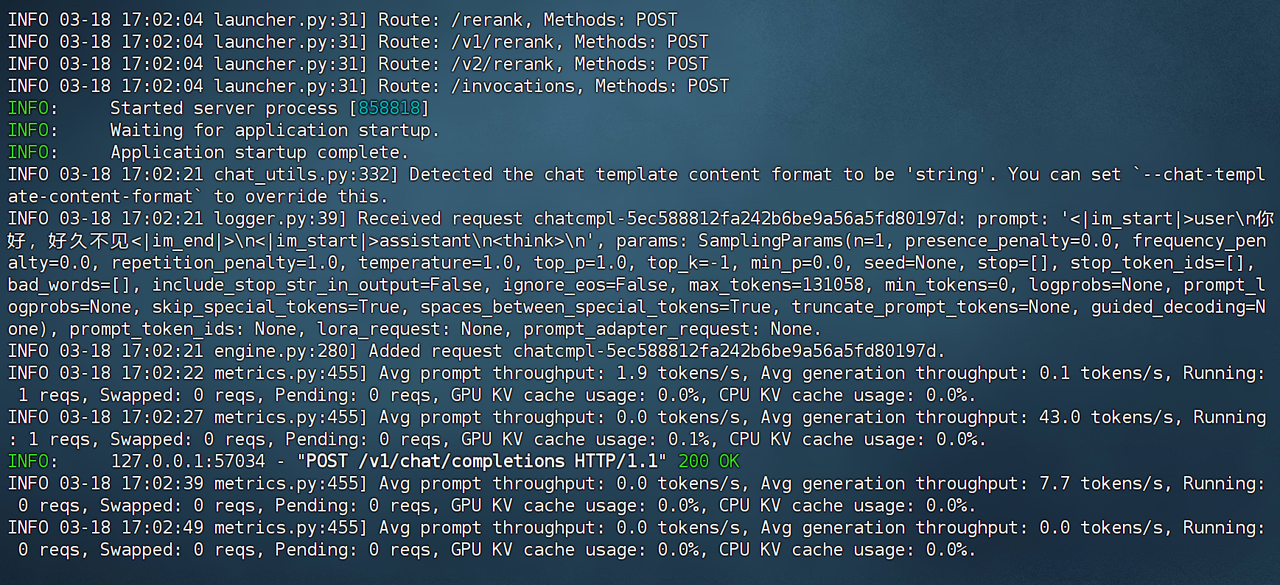 INFO 03-18 17:02:04 launcher.py:31] Route: /rerank, Methods: POST
INFO 03-18 17:02:04 launcher.py:31] Route: /v1/rerank, Methods: POST
INFO 03-18 17:02:04 launcher.py:31] Route: /v2/rerank, Methods: POST
INFO 03-18 17:02:04 launcher.py:31] Route: /invocations, Methods: POST
INFO:     Started server process [858818]
INFO:     Waiting for application startup.
INFO:     Application startup complete.
INFO 03-18 17:02:21 chat_utils.py:332] Detected the chat template content format to be 'string'. You can set `--chat-templ
ate-content-format` to override this.
INFO 03-18 17:02:21 logger.py:39] Received request chatcmpl-5ec588812fa242b6be9a56a5fd80197d: prompt: '<|im_start|>user\n你
好, 好久不见<|im_end|>\n<|im_start|>assistant\n<think>\n', params: SamplingParams(n=1, presence_penalty=0.0, frequency_pen
alty=0.0, repetition_penalty=1.0, temperature=1.0, top_p=1.0, top_k=-1, min_p=0.0, seed=None, stop=[], stop_token_ids=[],
bad_words=[], include_stop_str_in_output=False, ignore_eos=False, max_tokens=131058, min_tokens=0, logprobs=None, prompt_l
ogprobs=None, skip_special_tokens=True, spaces_between_special_tokens=True, truncate_prompt_tokens=None, guided_decoding=N
one), prompt_token_ids: None, lora_request: None, prompt_adapter_request: None.
INFO 03-18 17:02:21 engine.py:280] Added request chatcmpl-5ec588812fa242b6be9a56a5fd80197d.
INFO 03-18 17:02:22 metrics.py:455] Avg prompt throughput: 1.9 tokens/s, Avg generation throughput: 0.1 tokens/s, Running:
 1 reqs, Swapped: 0 reqs, Pending: 0 reqs, GPU KV cache usage: 0.0%, CPU KV cache usage: 0.0%.
INFO 03-18 17:02:27 metrics.py:455] Avg prompt throughput: 0.0 tokens/s, Avg generation throughput: 43.0 tokens/s, Running
: 1 reqs, Swapped: 0 reqs, Pending: 0 reqs, GPU KV cache usage: 0.1%, CPU KV cache usage: 0.0%.
INFO:     127.0.0.1:57034 - "POST /v1/chat/completions HTTP/1.1" 200 OK
INFO 03-18 17:02:39 metrics.py:455] Avg prompt throughput: 0.0 tokens/s, Avg generation throughput: 7.7 tokens/s, Running:
 0 reqs, Swapped: 0 reqs, Pending: 0 reqs, GPU KV cache usage: 0.0%, CPU KV cache usage: 0.0%.
INFO 03-18 17:02:49 metrics.py:455] Avg prompt throughput: 0.0 tokens/s, Avg generation throughput: 0.0 tokens/s, Running:
 0 reqs, Swapped: 0 reqs, Pending: 0 reqs, GPU KV cache usage: 0.0%, CPU KV cache usage: 0.0%.